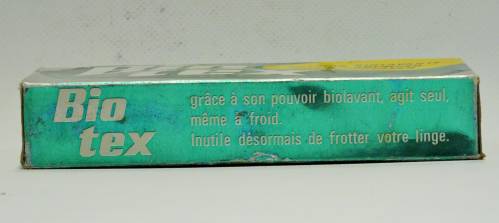 Bio
tex
grâce à son pouvoir biolavant, agit seul,
même à froid.
Inutile désormais de frotter votre linge.